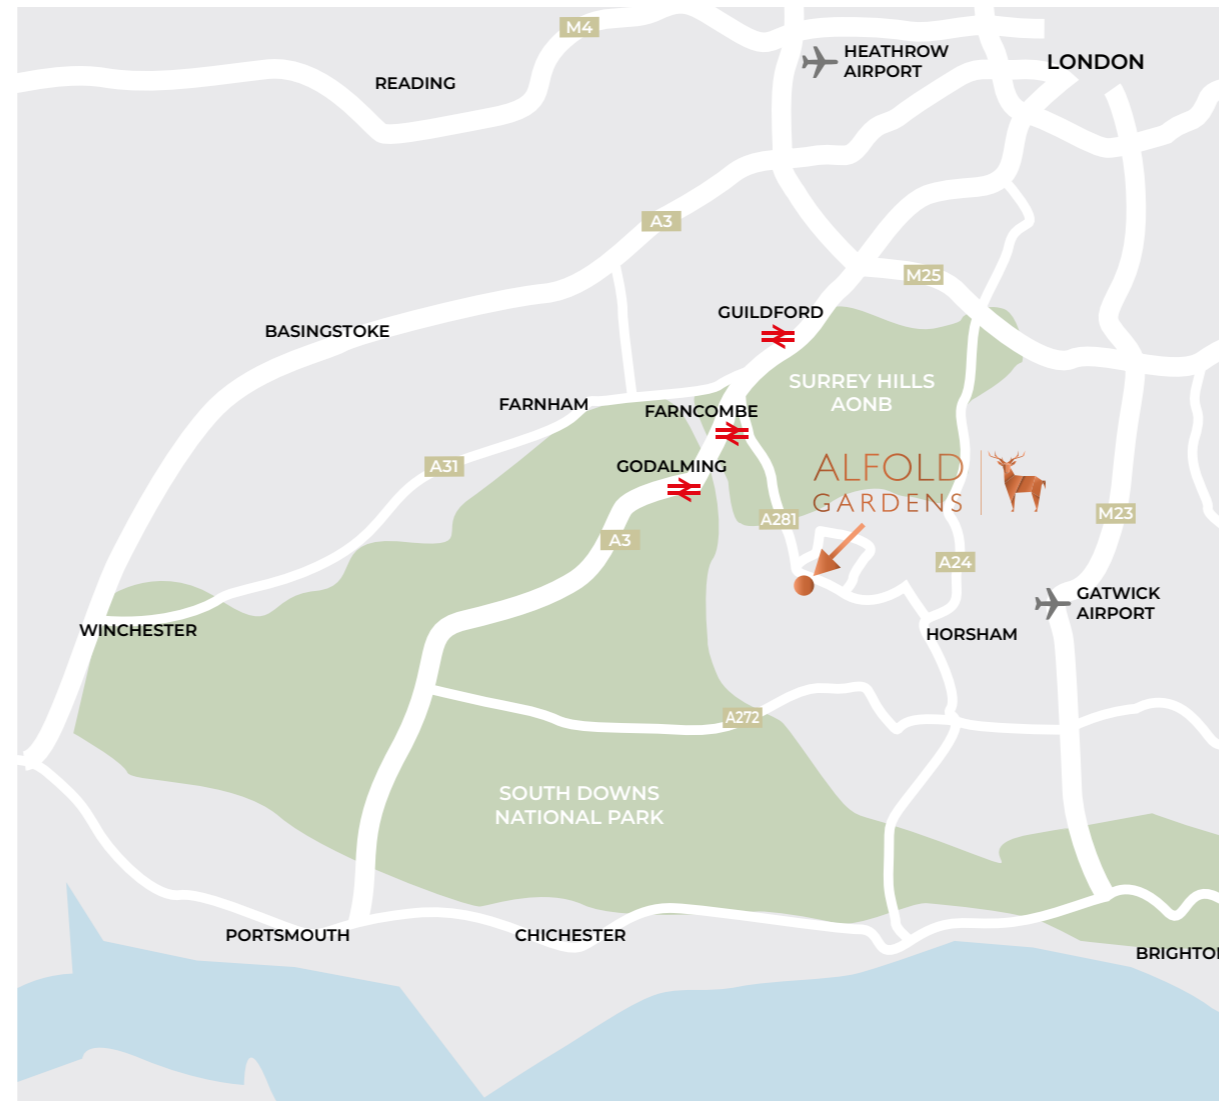 M4
HEATHROW
AIRPORT
LONDON
READING
A3
M25
GUILDFORD
BASINGSTOKE
SURREY HILLS
AONB
FARNHAM
FARNCOMBE
A31
GODALMING
ALFOLD
GARDENS
A281
M23
A3
A24
GATWICK
AIRPORT
WINCHESTER
HORSHAM
A272
SOUTH DOWNS
NATIONAL PARK
PORTSMOUTH
CHICHESTER
BRIGHTO